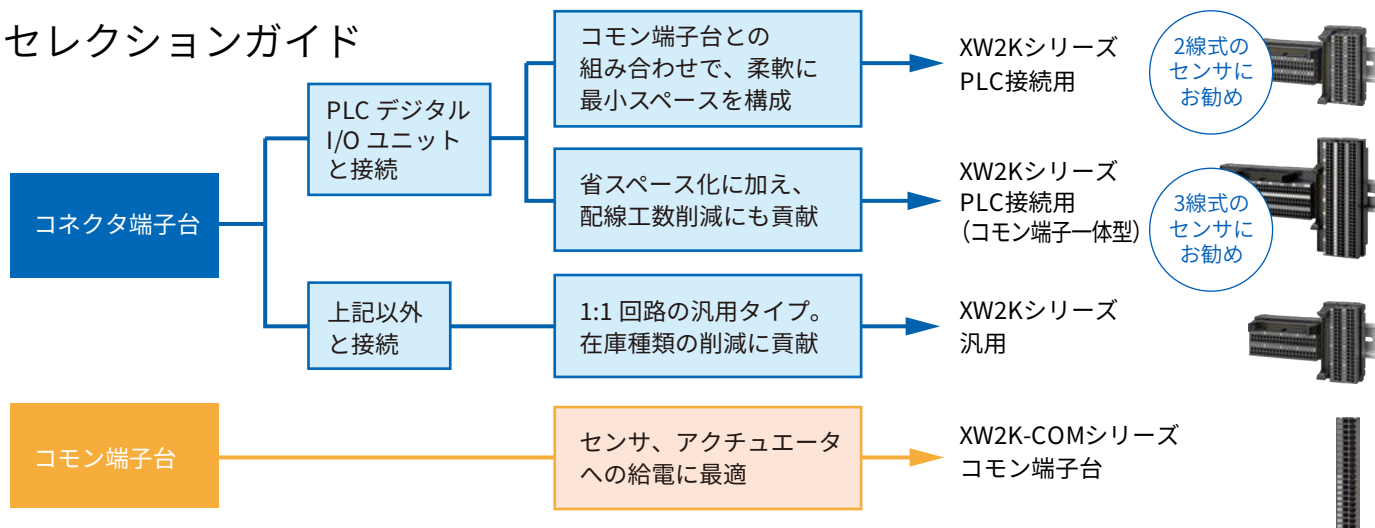 セレクションガイド
コネクタ端子台
PLC デジタル
I/O ユニット
と接続
コモン端子台との
組み合わせで、柔軟に
最小スペースを構成
XW2Kシリーズ
PLC接続用
2線式の
センサに
お勧め
省スペース化に加え、
配線工数削減にも貢献
XW2Kシリーズ
PLC接続用
（コモン端子一体型）
3線式の
センサに
お勧め
上記以外
と接続
1:1 回路の汎用タイプ。
在庫種類の削減に貢献
XW2Kシリーズ
汎用
コモン端子台
センサ、アクチュエータ
への給電に最適
XW2K-COMシリーズ
コモン端子台